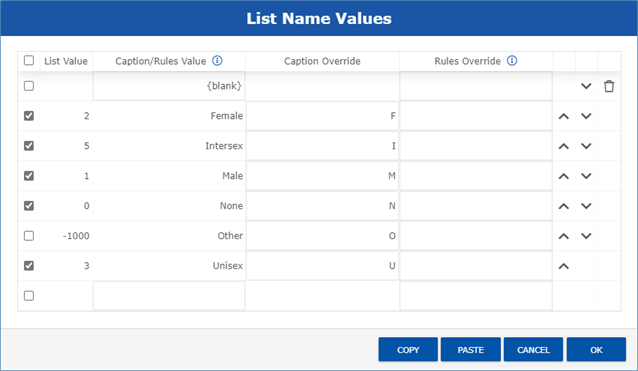 List Name Values
List Value Caption/Rules Value Caption Override Rules Override
{blank}
2 Female F
5 Intersex I
1 Male M
0 None N
-1000 Other O
3 Unisex U
COPY PASTE CANCEL OK